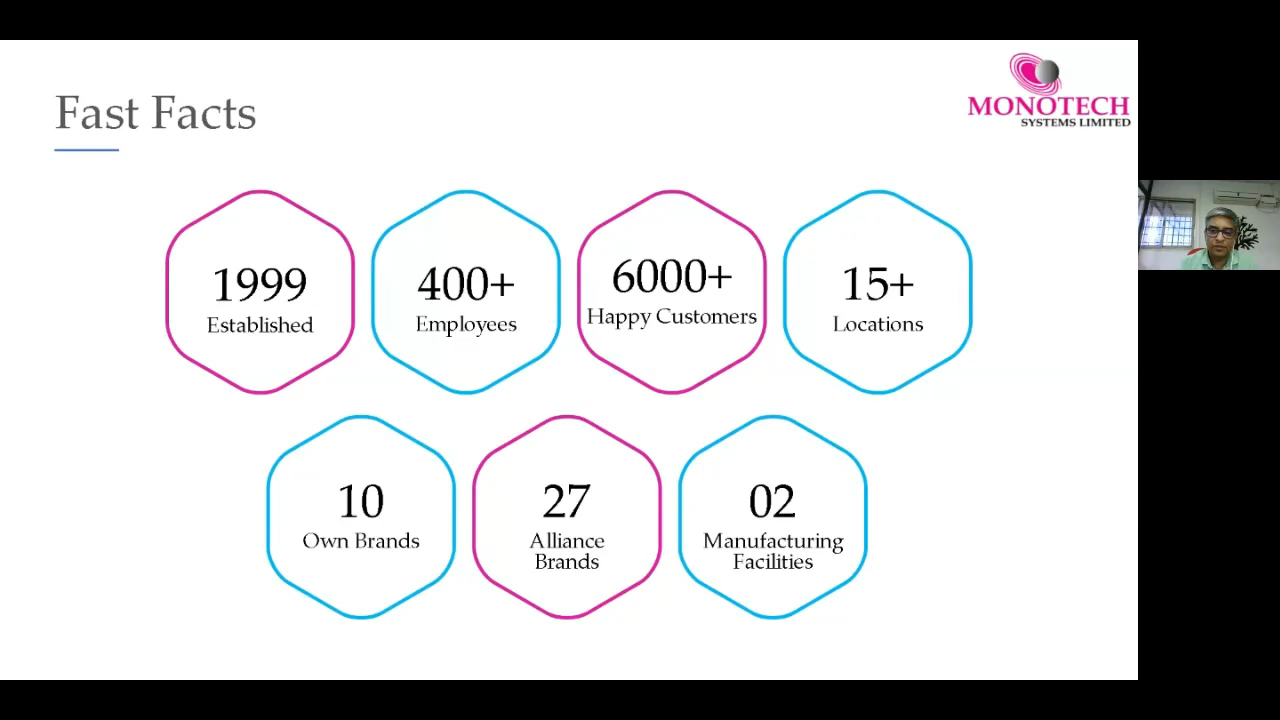 Fast Facts
MONOTECH
SYSTEMS LIMITED
1999
Established
400+
Employees
6000+
Happy Customers
15+
Locations
10
Own Brands
27
Alliance
Brands
02
Manufacturing
Facilities